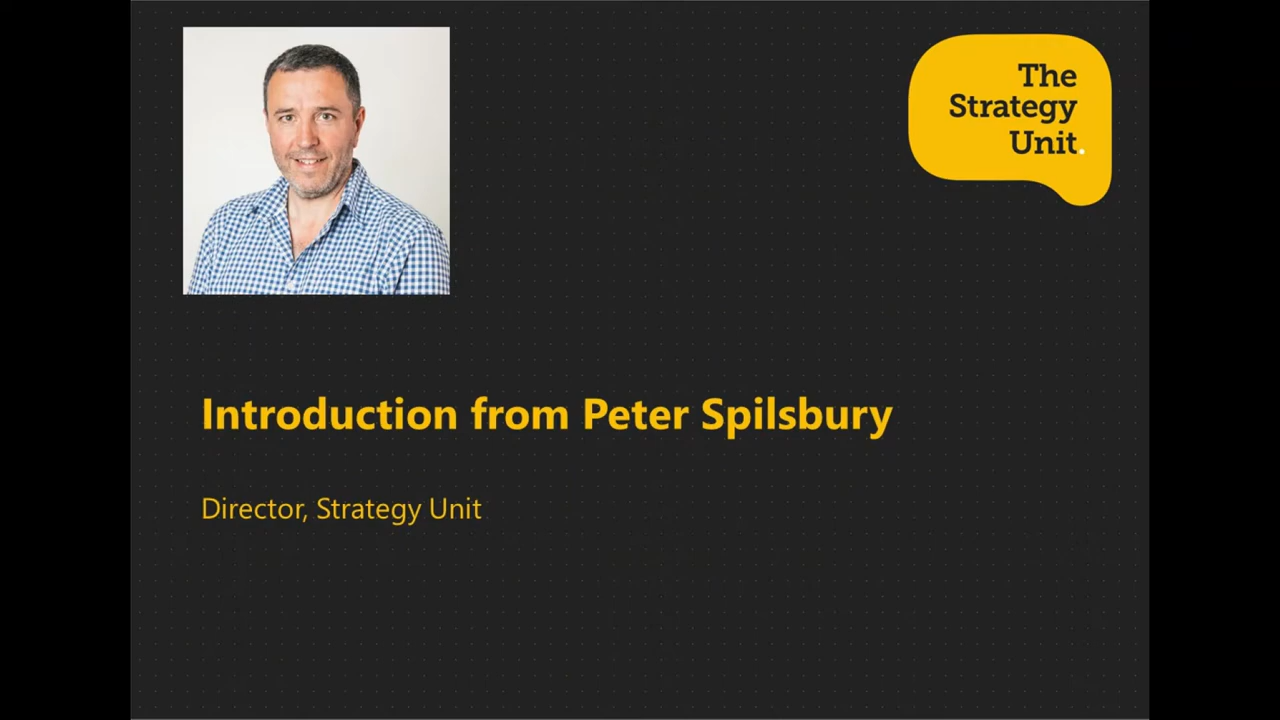 The
Strategy
Unit.
Introduction from Peter Spilsbury
Director, Strategy Unit